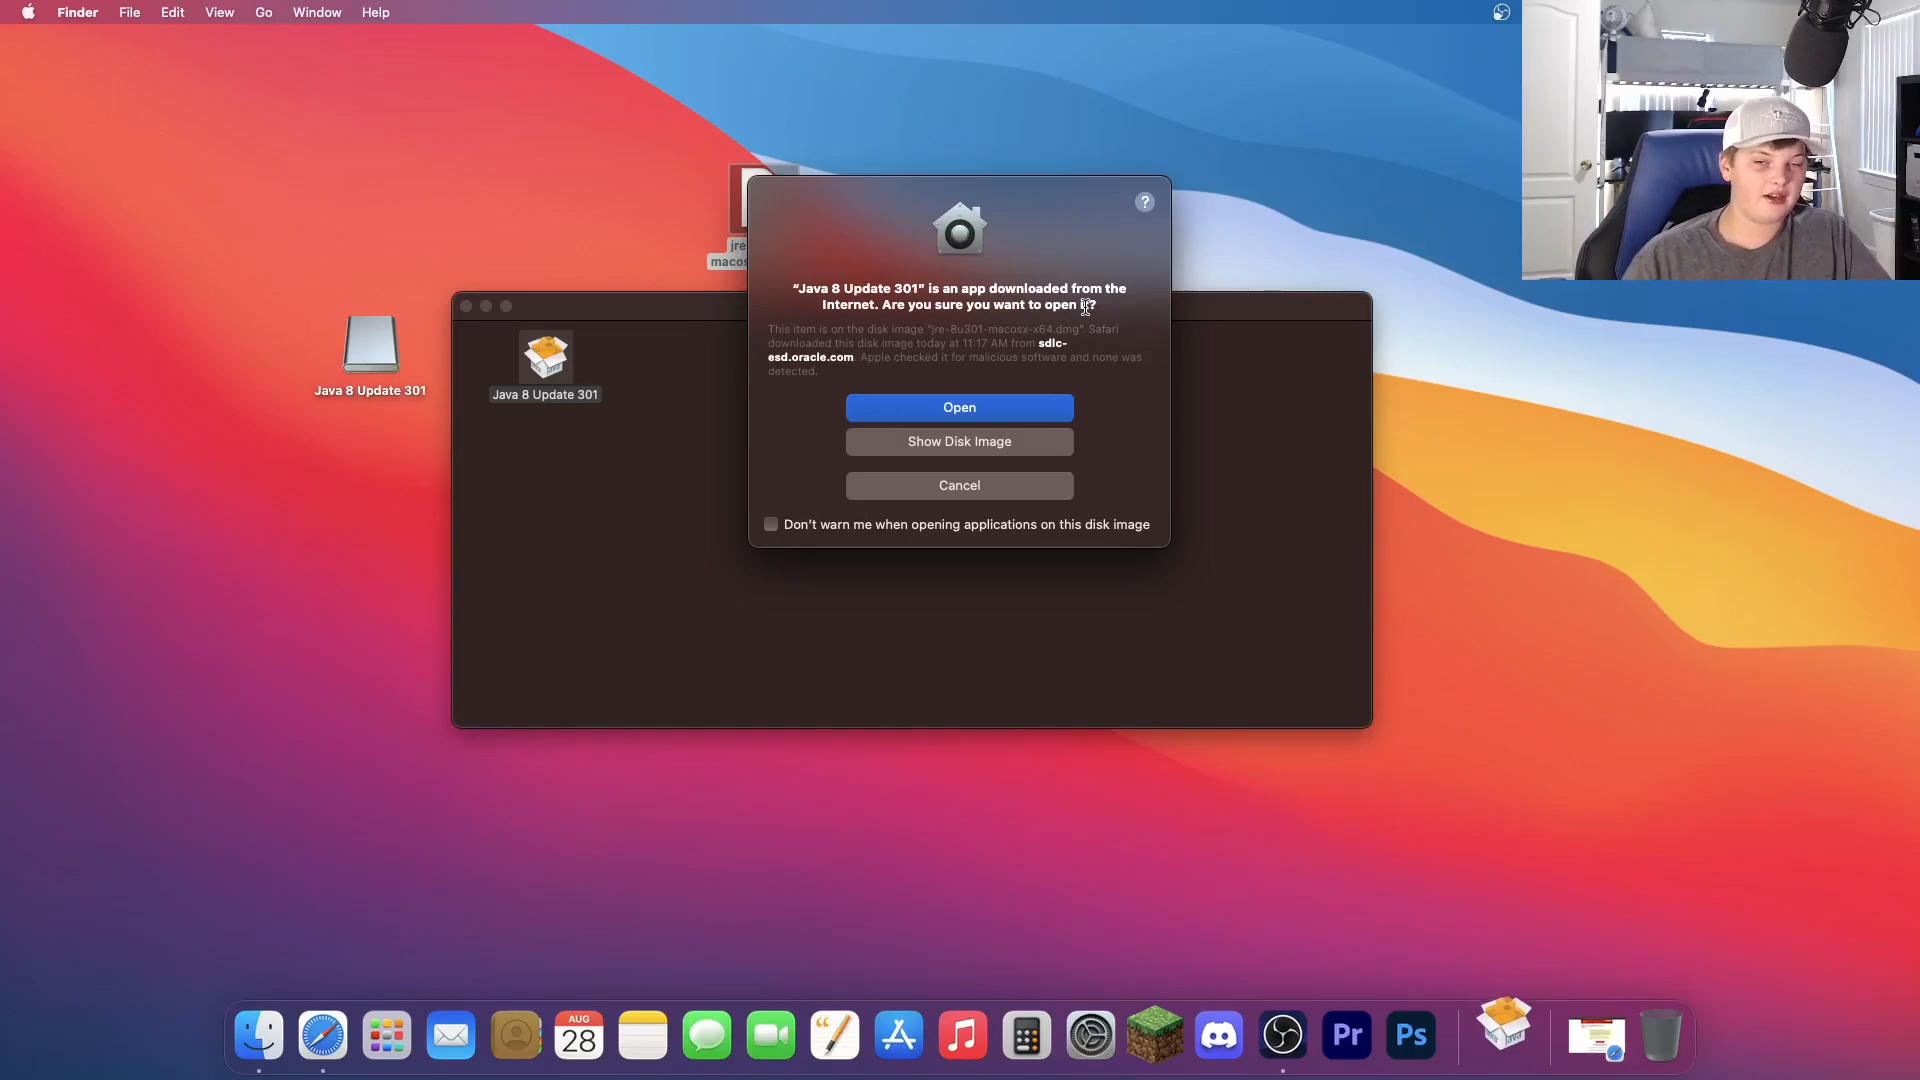 Finder File Edit View Go Window Help
jre
macos
?
“Java 8 Update 301” is an app downloaded from the
Internet. Are you sure you want to open it?
This item is on the disk image “jre-8u301-macosx-x64.dmg”. Safari
downloaded this disk image today at 11:17 AM from sdlc-
esd.oracle.com. Apple checked it for malicious software and none was
detected.
Open
Show Disk Image
Cancel
Don’t warn me when opening applications on this disk image
Java 8 Update 301
Java 8 Update 301
AUG
28
Pr
Ps
Java